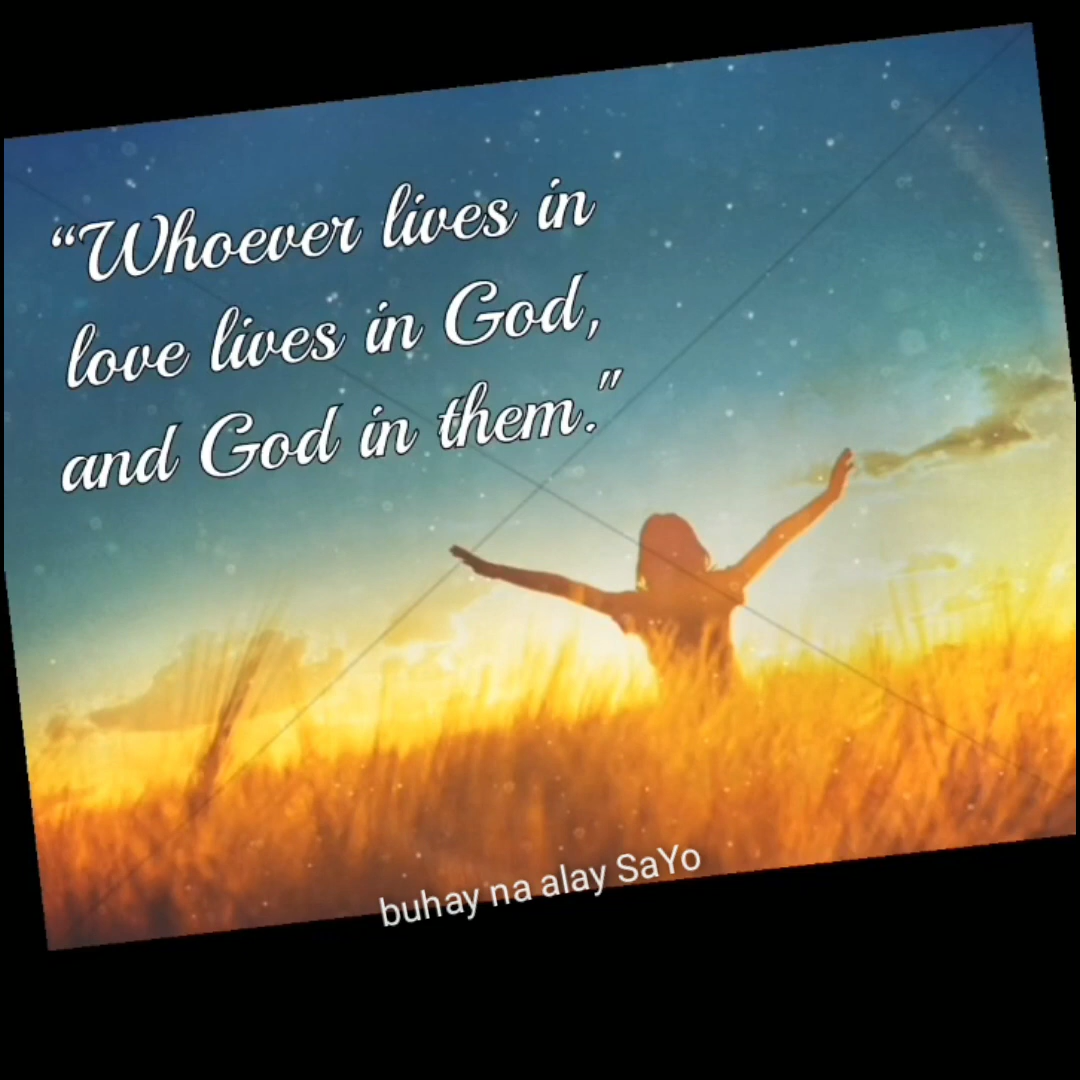 “Whoever lives in
love lives in God,
and God in them."
buhay na alay SaYo